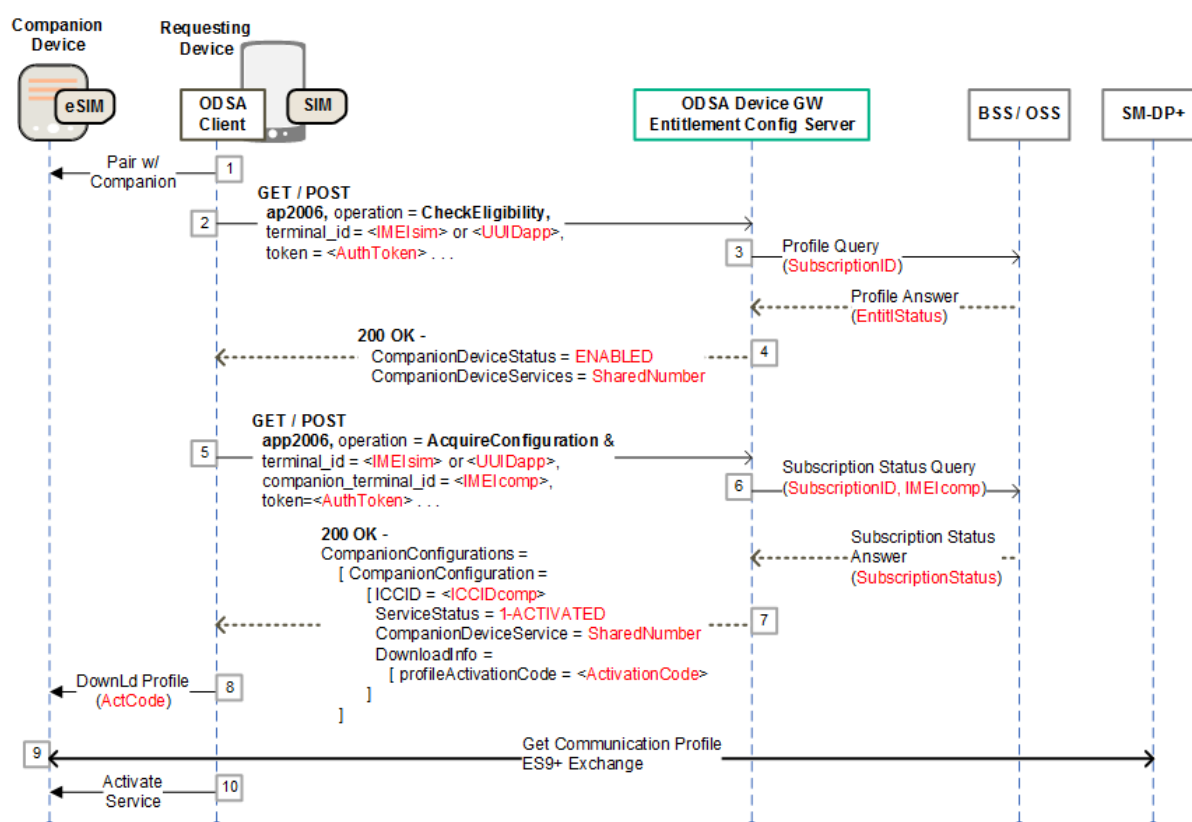 Companion
Device
Requesting
Device
eSIM
ODSA
Client
SIM
ODSA Device GW
Entitlement Config Server
BSS/ OSS
SM-DP+
Pair w/
Companion
1
GET / POST
ap2006, operation = CheckEligibility,
terminal_id = <IMEIsim> or <UUIDapp>,
token = <AuthToken> . . .
2
3
Profile Query
(SubscriptionID)
Profile Answer
(EntitlStatus)
200 OK -
CompanionDeviceStatus = ENABLED
CompanionDeviceServices = SharedNumber
4
GET / POST
app2006, operation = AcquireConfiguration &
terminal_id = <IMEIsim> or <UUIDapp>,
companion_terminal_id = <IMEIcomp>,
token=<AuthToken> . . .
5
6
Subscription Status Query
(SubscriptionID, IMEIcomp)
Subscription Status
Answer
(SubscriptionStatus)
200 OK -
CompanionConfigurations =
[ CompanionConfiguration =
[ ICCID = <ICCIDcomp>
ServiceStatus = 1-ACTIVATED
CompanionDeviceService = SharedNumber
DownloadInfo =
[ profileActivationCode = <ActivationCode>
]
]
7
DownLd Profile
(ActCode)
8
9
Get Communication Profile
ES9+ Exchange
Activate
Service
10